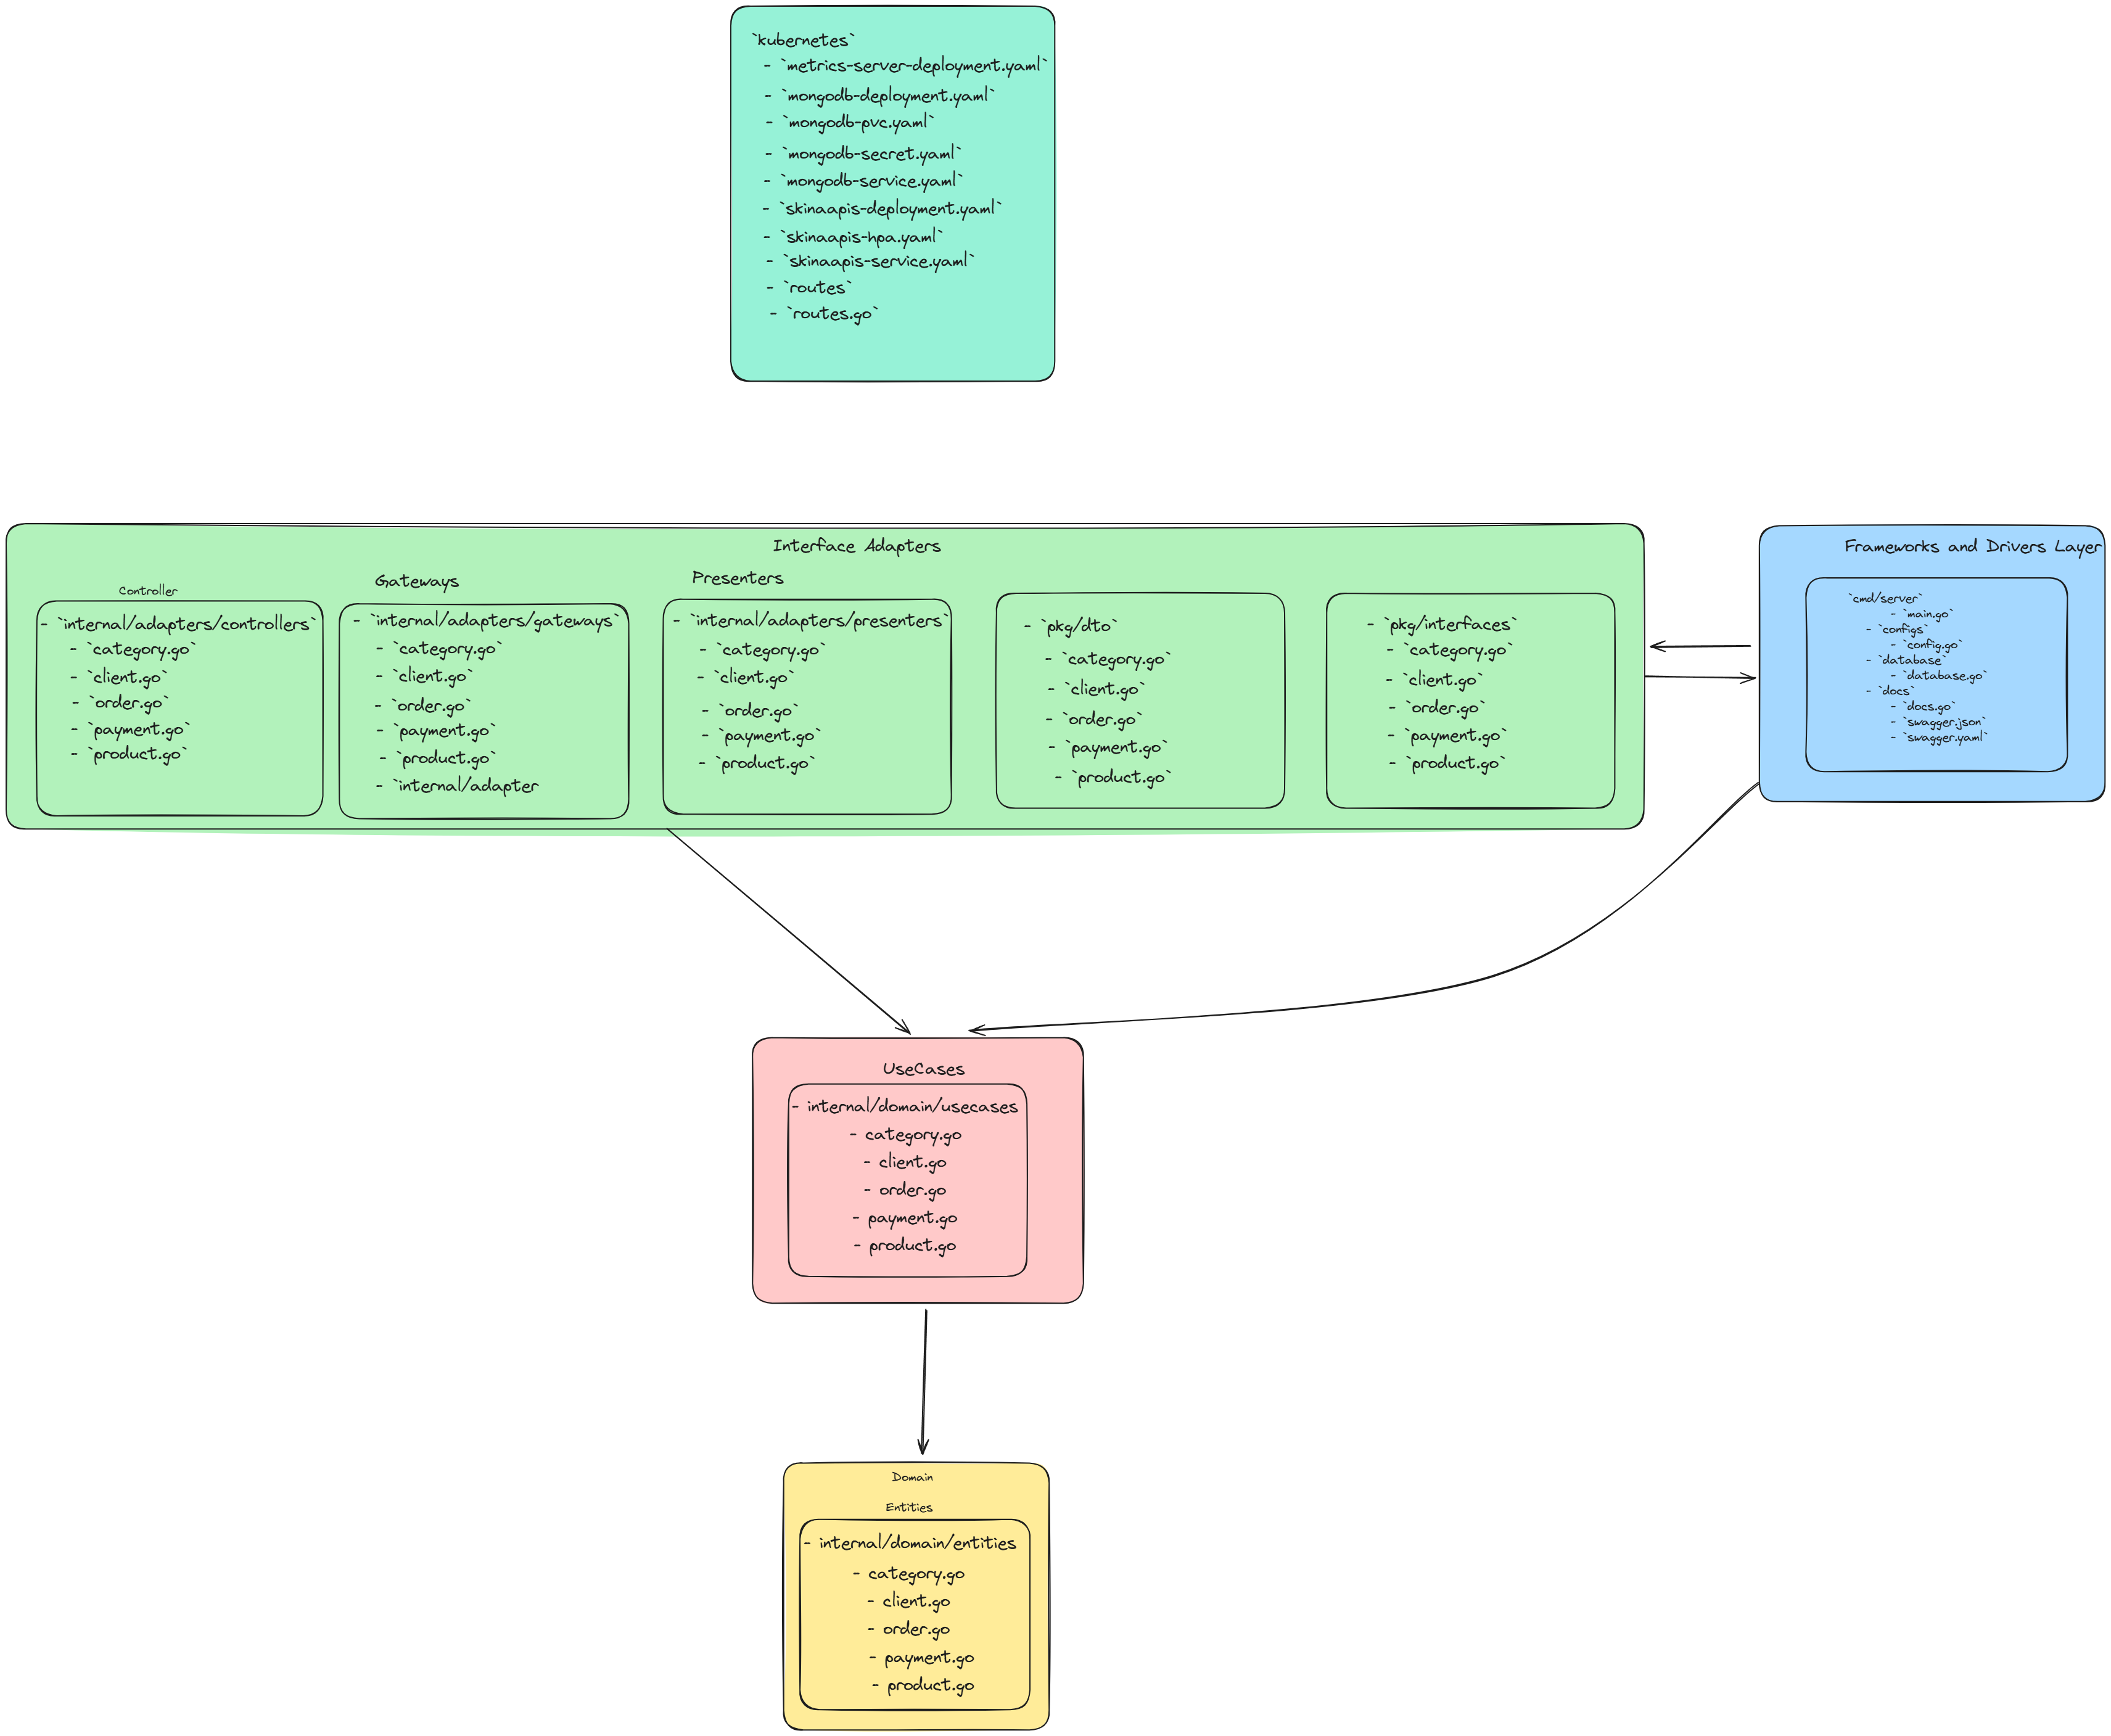 `kubernetes`
- `metrics-server-deployment.yaml`
- `mongodb-deployment.yaml`
- `mongodb-pvc.yaml`
- `mongodb-secret.yaml`
- `mongodb-service.yaml`
- `skinaapis-deployment.yaml`
- `skinaapis-hpa.yaml`
- `skinaapis-service.yaml`
- `routes`
- `routes.go`
Interface Adapters
Controller
- `internal/adapters/controllers`
- `category.go`
- `client.go`
- `order.go`
- `payment.go`
- `product.go`
Gateways
- `internal/adapters/gateways`
- `category.go`
- `client.go`
- `order.go`
- `payment.go`
- `product.go`
- `internal/adapter
Presenters
- `internal/adapters/presenters`
- `category.go`
- `client.go`
- `order.go`
- `payment.go`
- `product.go`
- `pkg/dto`
- `category.go`
- `client.go`
- `order.go`
- `payment.go`
- `product.go`
- `pkg/interfaces`
- `category.go`
- `client.go`
- `order.go`
- `payment.go`
- `product.go`
Frameworks and Drivers Layer
`cmd/server`
- `main.go`
- `configs`
- `config.go`
- `database`
- `database.go`
- `docs`
- `docs.go`
- `swagger.json`
- `swagger.yaml`
UseCases
- internal/domain/usecases
- category.go
- client.go
- order.go
- payment.go
- product.go
Domain
Entities
- internal/domain/entities
- category.go
- client.go
- order.go
- payment.go
- product.go